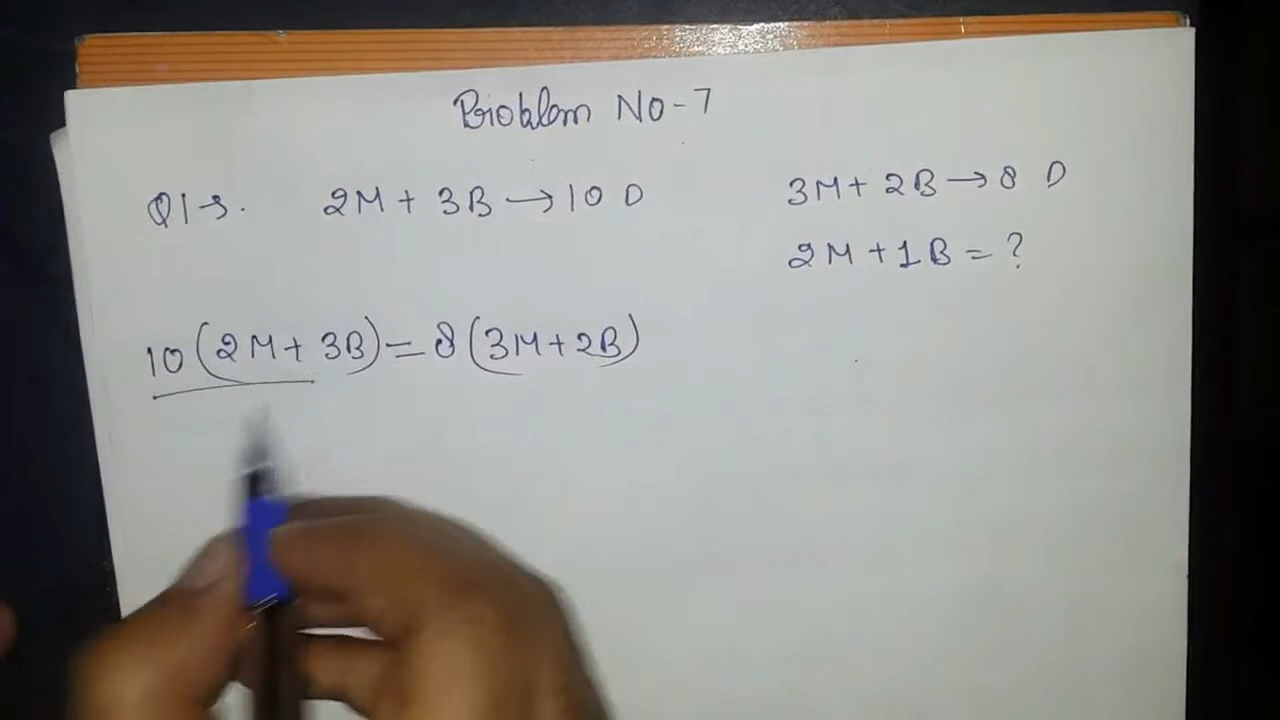 Problem No-7
Q1→. 2M + 3B → 10 D 3M + 2B → 8 D
2M + 1B = ?
10 (2M + 3B) = 8 (3M + 2B)